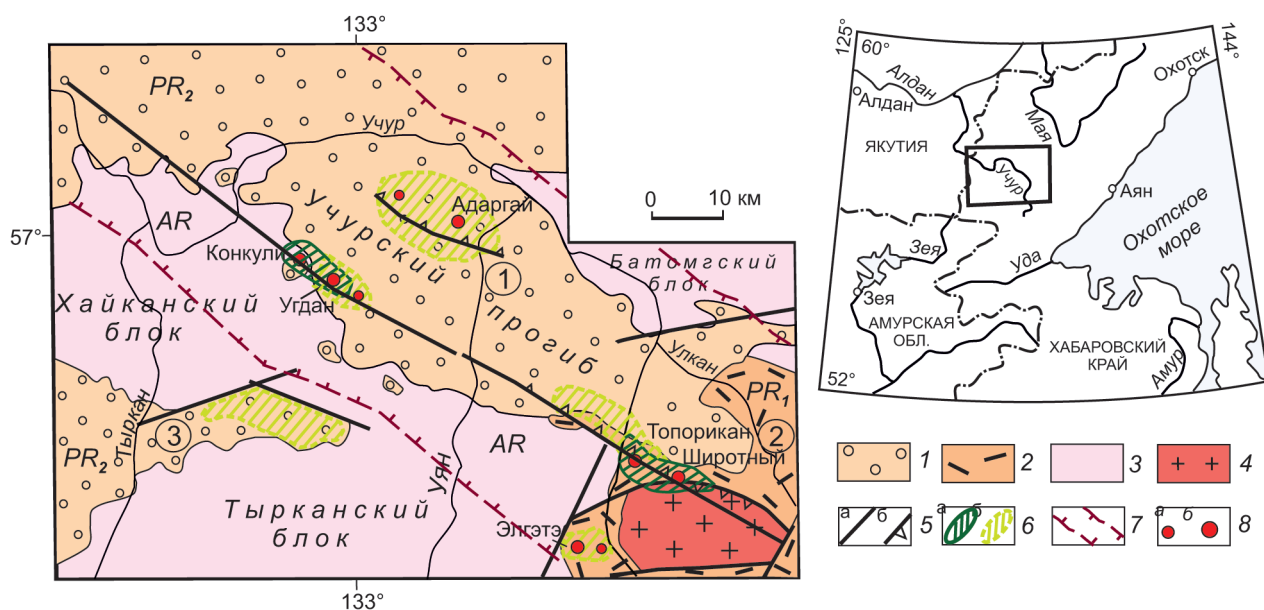 133°
PR2
Учур
AR
57°
Конкули
Угдан
Учурский
прогиб
Адаргай
1
Батомгский
блок
Хайканский
блок
Улкан
PR1
2
Топорикан
Широтный
Тыркан
3
PR2
AR
Уян
Тырканский
блок
Элгэтэ
133°
0 10 км
125°
60°
144°
Алдан
Алдан
Охотск
Мая
ЯКУТИЯ
Учур
Аян
Охотское
море
Зея
Уда
Зея
АМУРСКАЯ
ОБЛ.
ХАБАРОВСКИЙ
КРАЙ
Амур
52°
1
2
3
4
а б 5
а б 6
7
а б 8